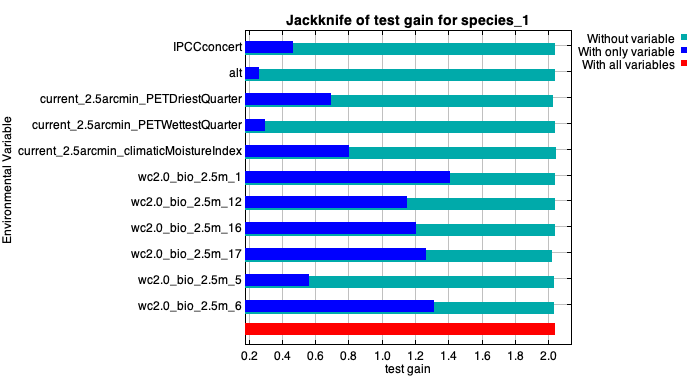 Jackknife of test gain for species_1
Without variable
With only variable
With all variables
Environmental Variable
IPCCconcert
alt
current_2.5arcmin_PETDriestQuarter
current_2.5arcmin_PETWettestQuarter
current_2.5arcmin_climaticMoistureIndex
wc2.0_bio_2.5m_1
wc2.0_bio_2.5m_12
wc2.0_bio_2.5m_16
wc2.0_bio_2.5m_17
wc2.0_bio_2.5m_5
wc2.0_bio_2.5m_6
0.2 0.4 0.6 0.8 1.0 1.2 1.4 1.6 1.8 2.0
test gain